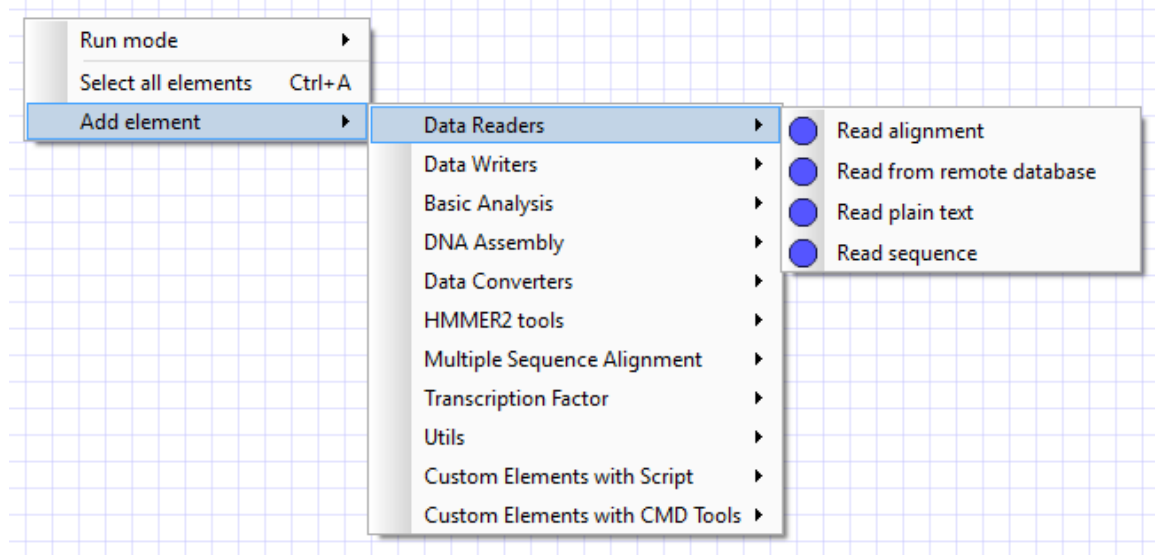 Run mode
Select all elements Ctrl+A
Add element
Data Readers
Data Writers
Basic Analysis
DNA Assembly
Data Converters
HMMER2 tools
Multiple Sequence Alignment
Transcription Factor
Utils
Custom Elements with Script
Custom Elements with CMD Tools
Read alignment
Read from remote database
Read plain text
Read sequence